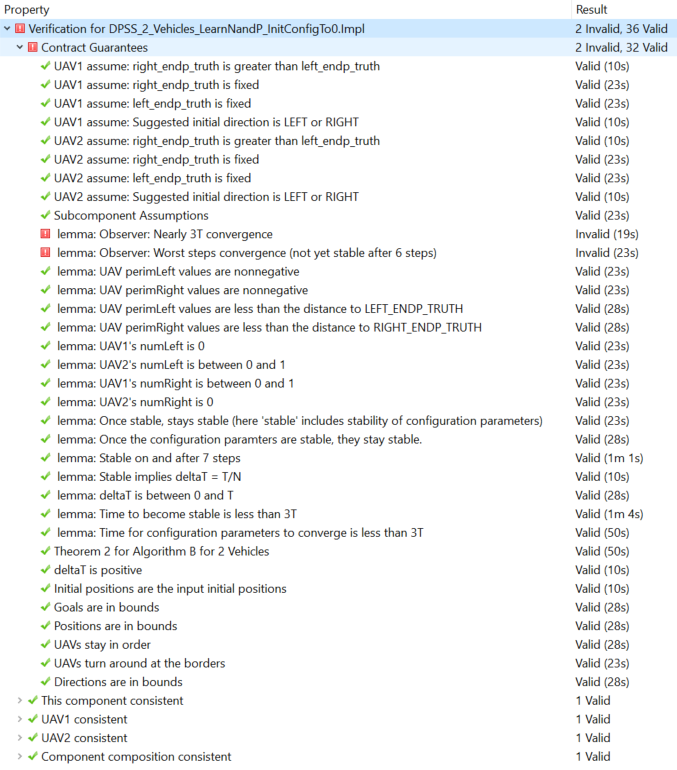 Property Result
Verification for DPSS_2_Vehicles_LearnNandP_InitConfigTo0.Impl 2 Invalid, 36 Valid
Contract Guarantees 2 Invalid, 32 Valid
UAV1 assume: right_endp_truth is greater than left_endp_truth Valid (10s)
UAV1 assume: right_endp_truth is fixed Valid (23s)
UAV1 assume: left_endp_truth is fixed Valid (23s)
UAV1 assume: Suggested initial direction is LEFT or RIGHT Valid (10s)
UAV2 assume: right_endp_truth is greater than left_endp_truth Valid (10s)
UAV2 assume: right_endp_truth is fixed Valid (23s)
UAV2 assume: left_endp_truth is fixed Valid (23s)
UAV2 assume: Suggested initial direction is LEFT or RIGHT Valid (10s)
Subcomponent Assumptions Valid (23s)
lemma: Observer: Nearly 3T convergence Invalid (19s)
lemma: Observer: Worst steps convergence (not yet stable after 6 steps) Invalid (23s)
lemma: UAV perimLeft values are nonnegative Valid (23s)
lemma: UAV perimRight values are nonnegative Valid (23s)
lemma: UAV perimLeft values are less than the distance to LEFT_ENDP_TRUTH Valid (28s)
lemma: UAV perimRight values are less than the distance to RIGHT_ENDP_TRUTH Valid (28s)
lemma: UAV1's numLeft is 0 Valid (23s)
lemma: UAV2's numLeft is between 0 and 1 Valid (23s)
lemma: UAV1's numRight is between 0 and 1 Valid (23s)
lemma: UAV2's numRight is 0 Valid (23s)
lemma: Once stable, stays stable (here 'stable' includes stability of configuration parameters) Valid (23s)
lemma: Once the configuration paramters are stable, they stay stable. Valid (28s)
lemma: Stable on and after 7 steps Valid (1m 1s)
lemma: Stable implies deltaT = T/N Valid (10s)
lemma: deltaT is between 0 and T Valid (28s)
lemma: Time to become stable is less than 3T Valid (1m 4s)
lemma: Time for configuration parameters to converge is less than 3T Valid (50s)
Theorem 2 for Algorithm B for 2 Vehicles Valid (50s)
deltaT is positive Valid (10s)
Initial positions are the input initial positions Valid (10s)
Goals are in bounds Valid (28s)
Positions are in bounds Valid (28s)
UAVs stay in order Valid (28s)
UAVs turn around at the borders Valid (23s)
Directions are in bounds Valid (28s)
This component consistent 1 Valid
UAV1 consistent 1 Valid
UAV2 consistent 1 Valid
Component composition consistent 1 Valid